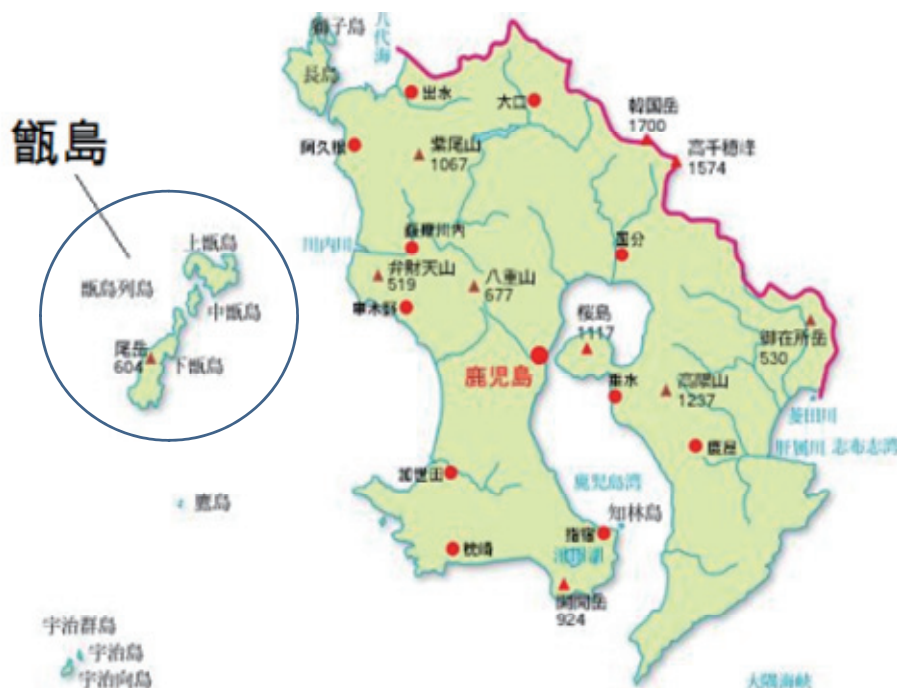 獅子島
八代海
長島
出水
大口
韓国岳
1700
高千穂峰
1574
阿久根
紫尾山
1067
甑島
上甑島
甑島列島
中甑島
尾岳
604
下甑島
川内川
薩摩川内
国分
弁財天山
519
八重山
677
串木野
桜島
1117
御在所岳
530
鹿児島
垂水
高隈山
1237
菱田川
肝属川
志布志湾
鹿屋
加世田
鹿児島湾
知林島
鷹島
指宿
池田湖
枕崎
開聞岳
924
宇治群島
宇治島
宇治向島
大隅海峡